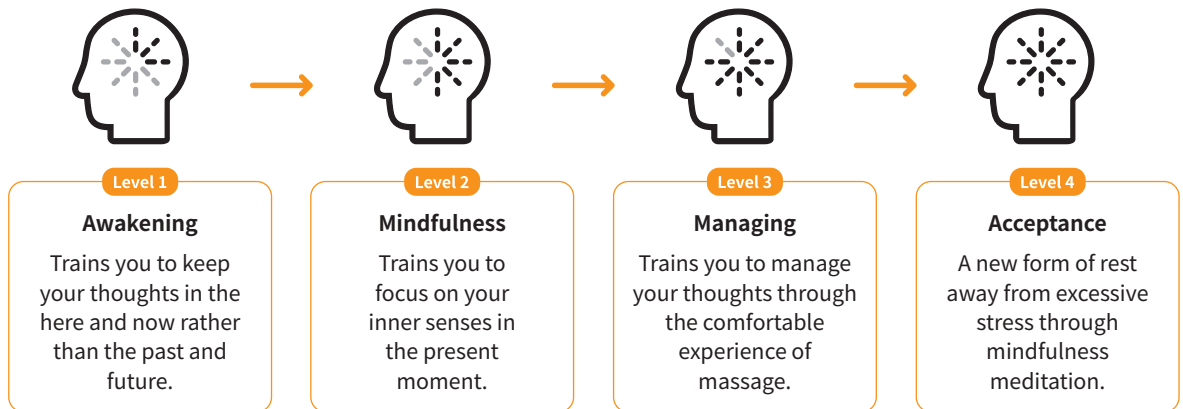 Level 1
Awakening
Trains you to keep
your thoughts in the
here and now rather
than the past and
future.
Level 2
Mindfulness
Trains you to
focus on your
inner senses in
the present
moment.
Level 3
Managing
Trains you to manage
your thoughts through
the comfortable
experience of
massage.
Level 4
Acceptance
A new form of rest
away from excessive
stress through
mindfulness
meditation.